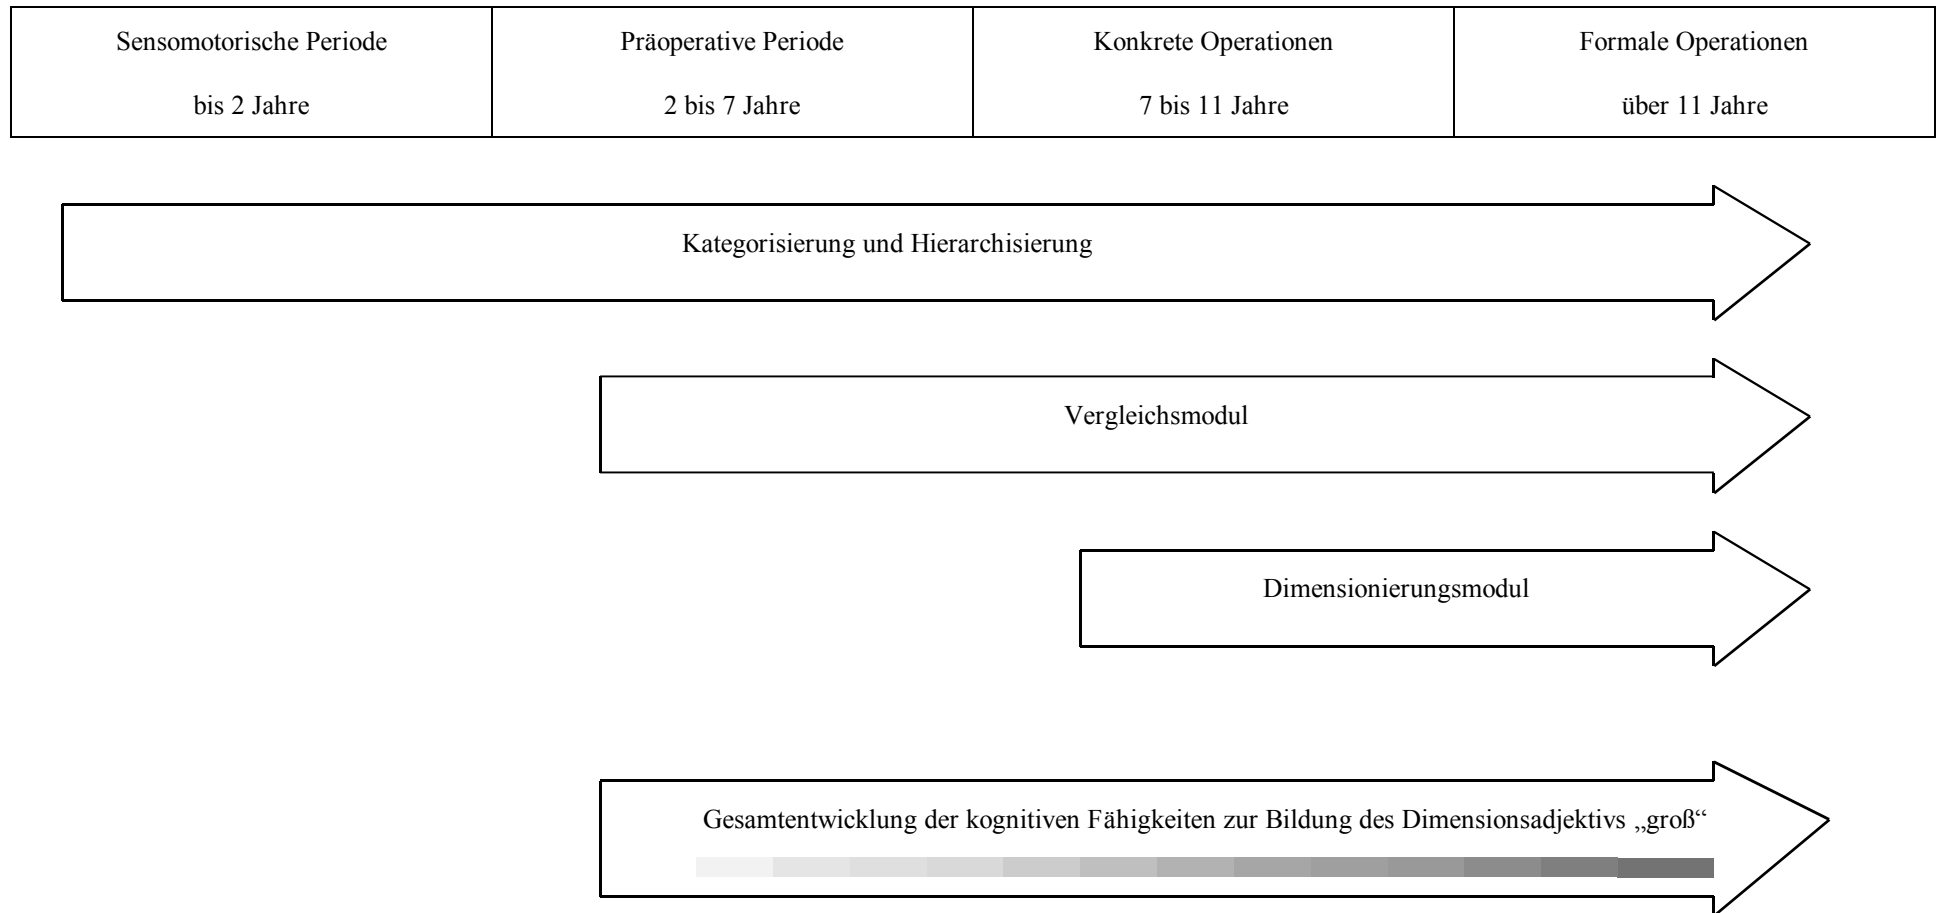 Sensomotorische Periode
bis 2 Jahre
Präoperative Periode
2 bis 7 Jahre
Konkrete Operationen
7 bis 11 Jahre
Formale Operationen
über 11 Jahre
Kategorisierung und Hierarchisierung
Vergleichsmodul
Dimensionierungsmodul
Gesamtentwicklung der kognitiven Fähigkeiten zur Bildung des Dimensionsadjektivs „groß“